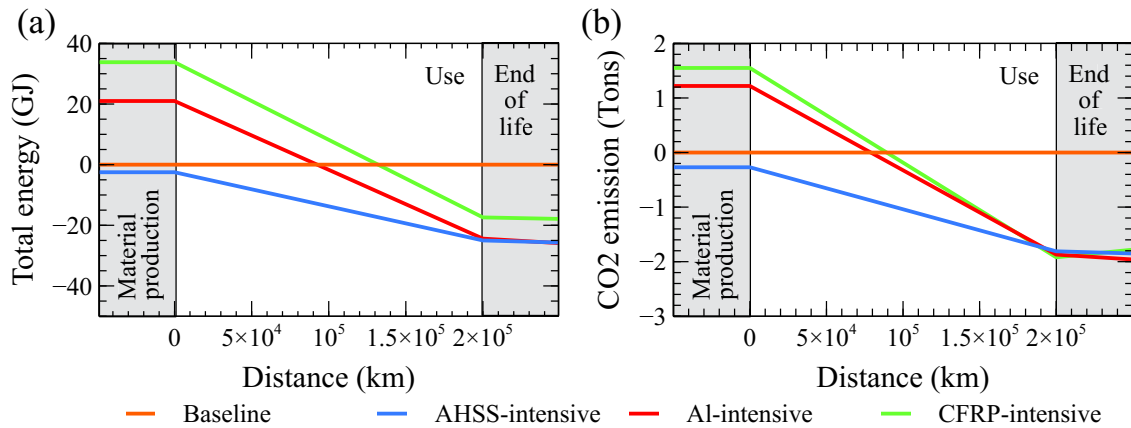 (a)
Total energy (GJ)
40
20
0
−20
−40
Material
production
Use
End
of
life
0
5×10⁴
10⁵
1.5×10⁵
2×10⁵
Distance (km)
(b)
CO2 emission (Tons)
2
1
0
−1
−2
−3
Material
production
Use
End
of
life
0
5×10⁴
10⁵
1.5×10⁵
2×10⁵
Distance (km)
Baseline
AHSS-intensive
Al-intensive
CFRP-intensive